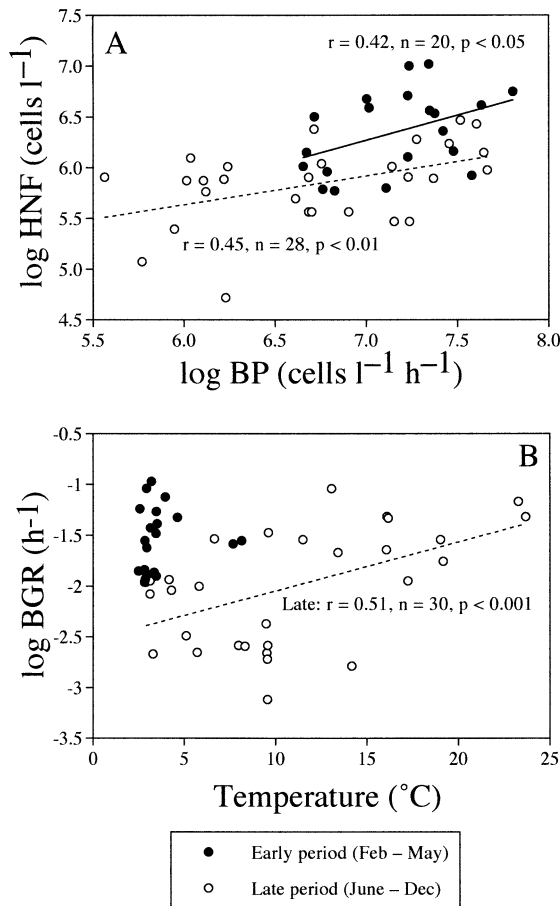 A
r = 0.42, n = 20, p < 0.05
7.5
7.0
6.5
6.0
5.5
5.0
4.5
log HNF (cells l⁻¹)
r = 0.45, n = 28, p < 0.01
5.5 6.0 6.5 7.0 7.5 8.0
log BP (cells l⁻¹ h⁻¹)
B
-0.5
-1
-1.5
-2
-2.5
-3
-3.5
log BGR (h-1)
Late: r = 0.51, n = 30, p < 0.001
0 5 10 15 20 25
Temperature (˚C)
Early period (Feb – May)
Late period (June – Dec)